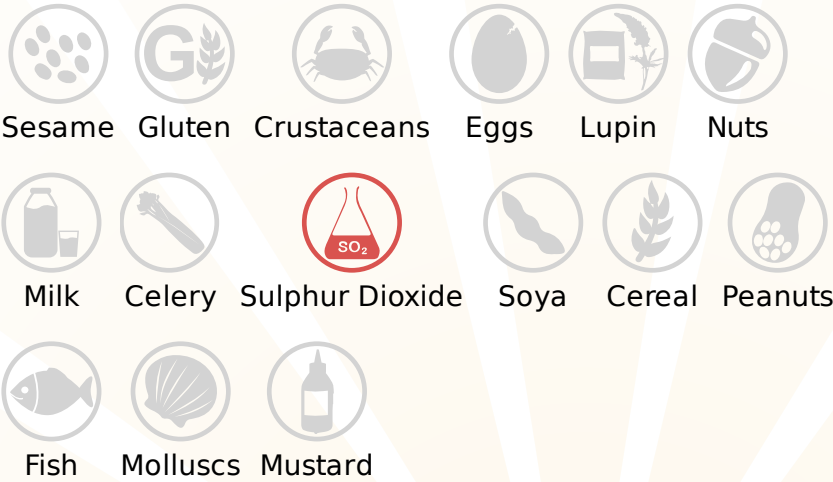 G
Sesame Gluten Crustaceans Eggs Lupin Nuts
SO₂
Milk Celery Sulphur Dioxide Soya Cereal Peanuts
Fish Molluscs Mustard